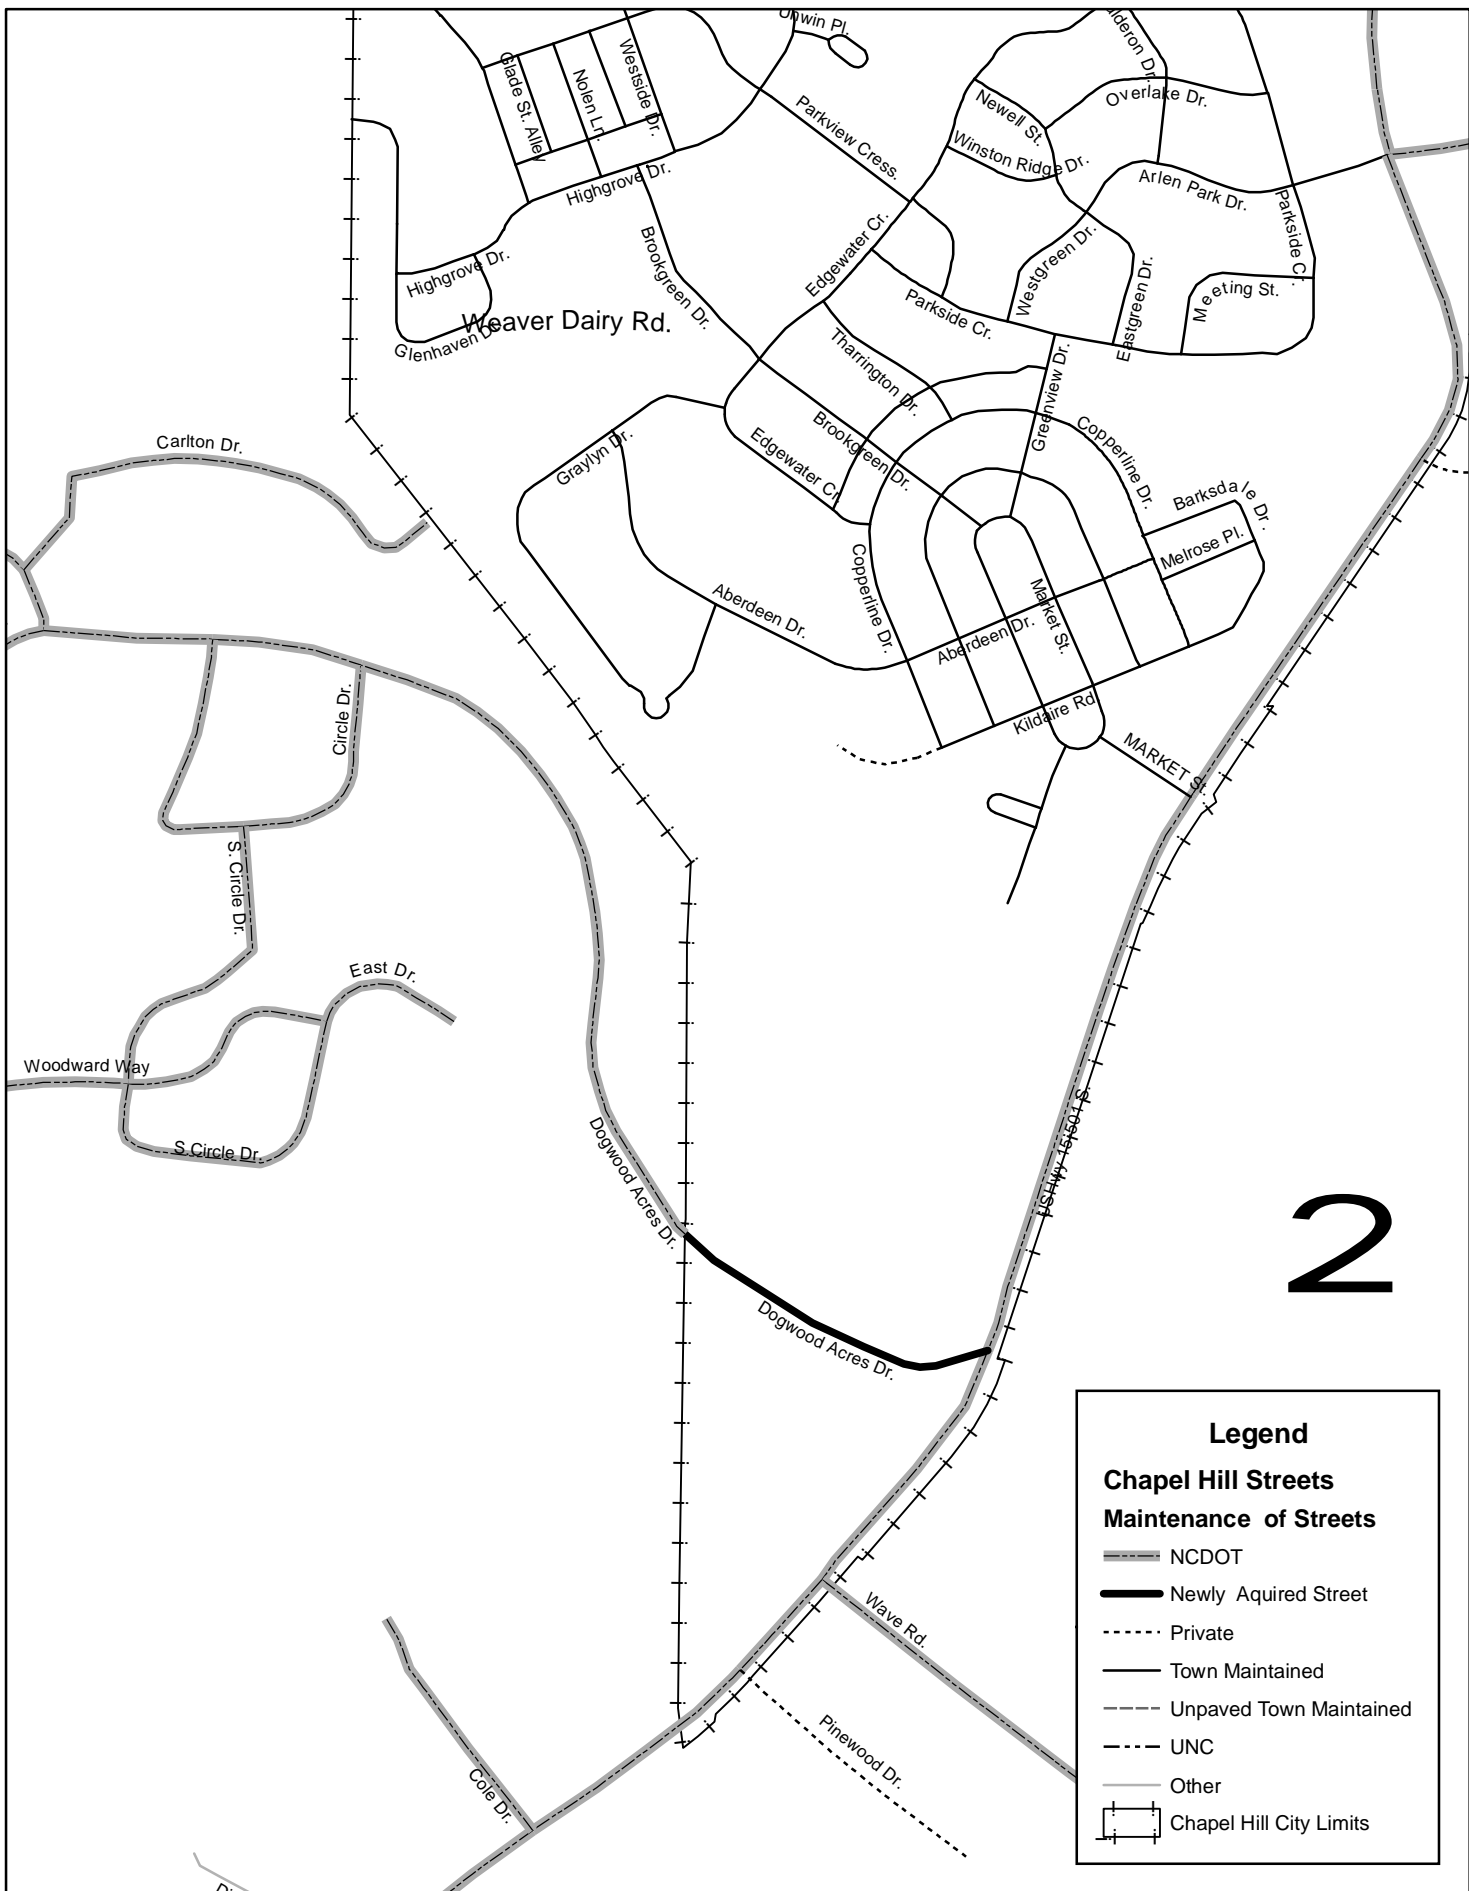 Unwin Pl.
Glade St. Alley
Nolen Ln.
Westside Dr.
Overlake Dr.
Newell St.
Parkview Cress.
Winston Ridge Dr.
Arlen Park Dr.
Highgrove Dr.
Parkside Cr.
Edgewater Cr.
Westgreen Dr.
Brookgreen Dr.
Highgrove Dr.
Eastgreen Dr.
Meeting St.
Parkside Cr.
Weaver Dairy Rd.
Glenhaven Dr.
Tharrington Dr.
Greenview Dr.
Carlton Dr.
Graylyn Dr.
Edgewater Cr.
Brookgreen Dr.
Copperline Dr.
Barksdale Dr.
Melrose Pl.
Aberdeen Dr.
Copperline Dr.
Market St.
Aberdeen Dr.
Kildaire Rd
Circle Dr.
MARKET St.
S. Circle Dr.
East Dr.
Woodward Way
S Circle Dr.
USHwy 15501 S.
Dogwood Acres Dr.
2
Dogwood Acres Dr.
Wave Rd.
Pinewood Dr.
Cole Dr.
Legend
Chapel Hill Streets
Maintenance of Streets
NCDOT
Newly Aquired Street
Private
Town Maintained
Unpaved Town Maintained
UNC
Other
Chapel Hill City Limits